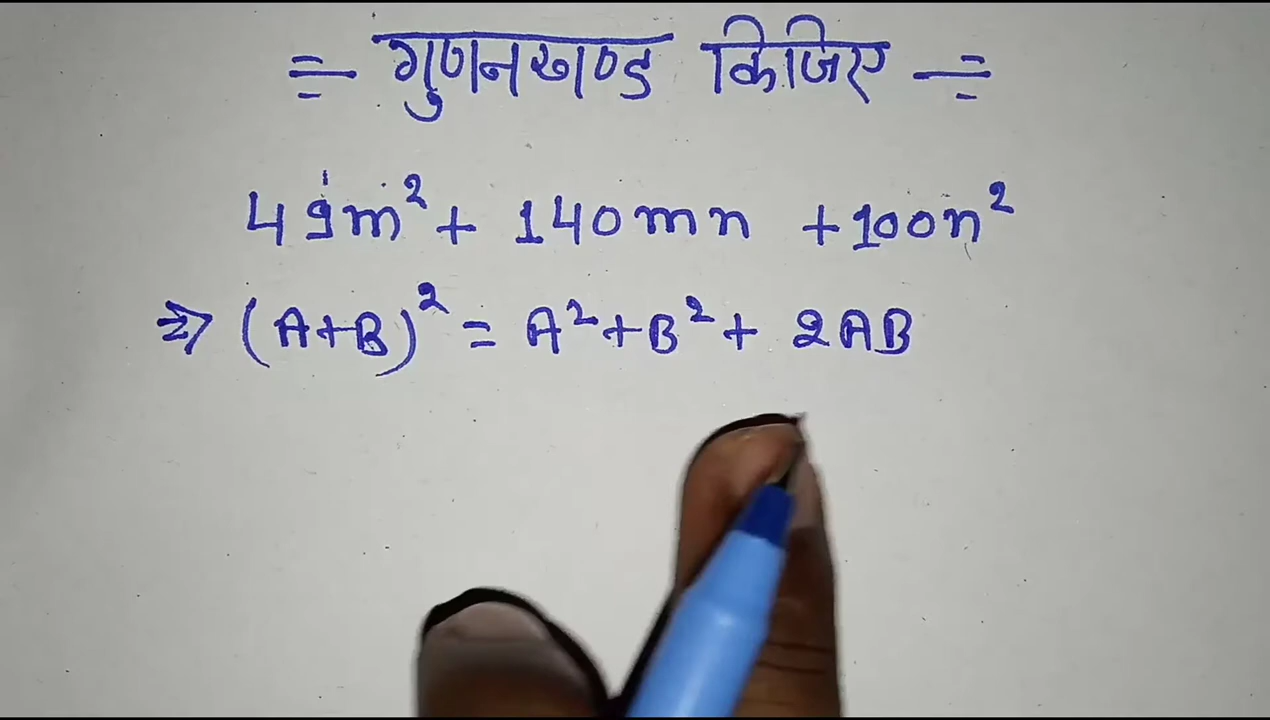 = गुणनखण्ड किजिए =
49m² + 140mn + 100n²
⇒ (A+B)² = A² + B² + 2AB